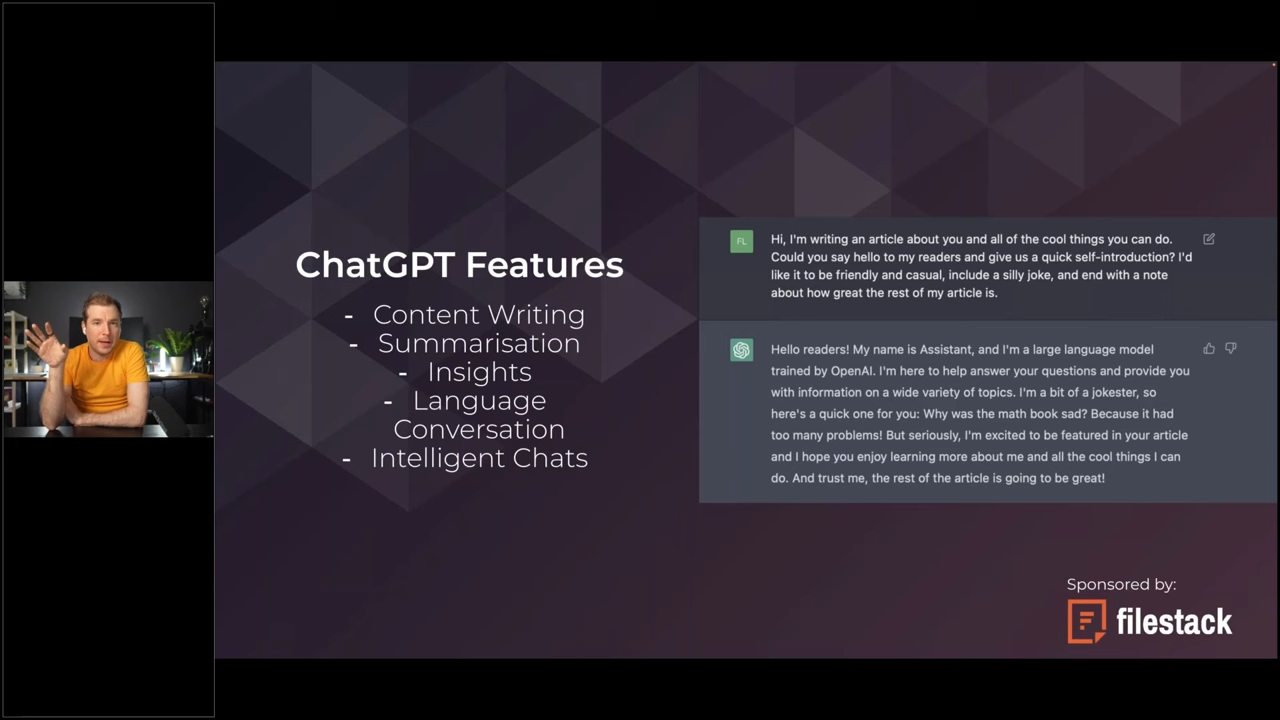 ChatGPT Features
- Content Writing
- Summarisation
- Insights
- Language
Conversation
- Intelligent Chats
FL
Hi, I'm writing an article about you and all of the cool things you can do.
Could you say hello to my readers and give us a quick self-introduction? I'd
like it to be friendly and casual, include a silly joke, and end with a note
about how great the rest of my article is.
Hello readers! My name is Assistant, and I'm a large language model
trained by OpenAI. I'm here to help answer your questions and provide you
with information on a wide variety of topics. I'm a bit of a jokester, so
here's a quick one for you: Why was the math book sad? Because it had
too many problems! But seriously, I'm excited to be featured in your article
and I hope you enjoy learning more about me and all the cool things I can
do. And trust me, the rest of the article is going to be great!
Sponsored by:
filestack